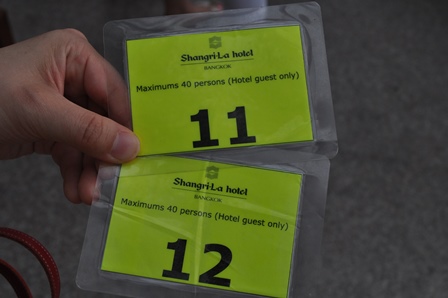 Shangri-La hotel
BANGKOK
Maximums 40 persons (Hotel guest only)
11
Shangri-La hotel
BANGKOK
Maximums 40 persons (Hotel guest only)
12